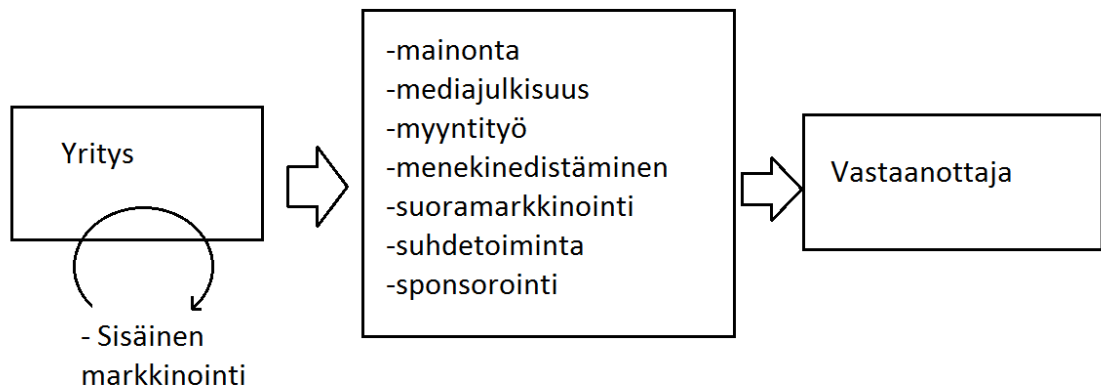 Yritys
- Sisäinen
markkinointi
-mainonta
-mediajulkisuus
-myyntityö
-menekinedistäminen
-suoramarkkinointi
-suhdetoiminta
-sponsorointi
Vastaanottaja